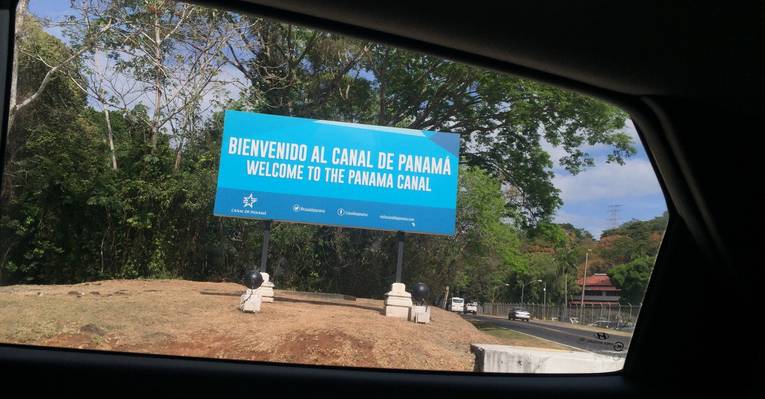 BIENVENIDO AL CANAL DE PANAMÁ
WELCOME TO THE PANAMA CANAL
CANAL DE PANAMÁ